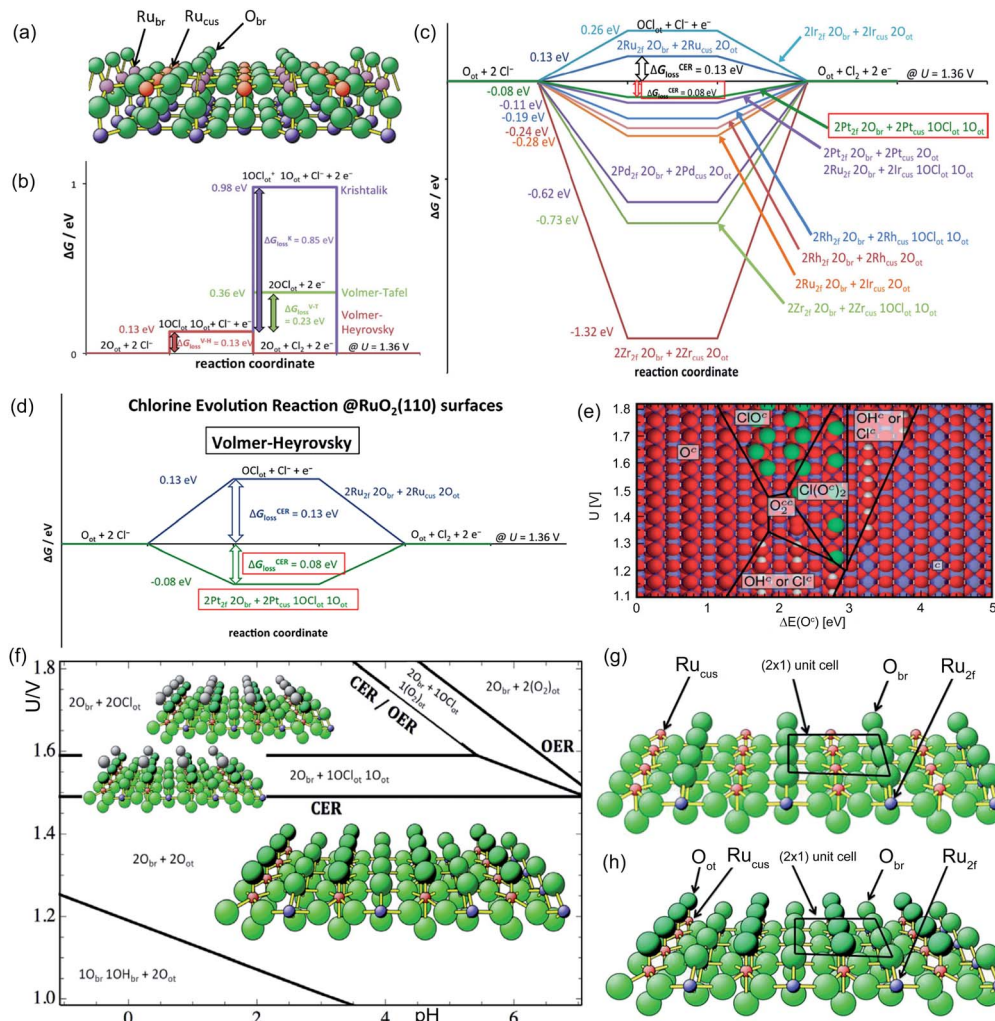 (a)
Ru_br
Ru_cus
O_br
(b)
ΔG / eV
1
0
0.98 eV
1OCl_ot⁺ 1O_ot + Cl⁻ + 2 e⁻
Krishtalik
ΔG_loss^K = 0.85 eV
0.36 eV
2OCl_ot + 2 e⁻
Volmer-Tafel
ΔG_loss^V-T
= 0.23 eV
Volmer-
Heyrovsky
0.13 eV
1OCl_ot 1O_ot + Cl⁻ + e⁻
2O_ot + 2 Cl⁻
ΔG_loss^V-H = 0.13 eV
2O_ot + Cl₂ + 2 e⁻
@ U = 1.36 V
reaction coordinate
(c)
ΔG / eV
0.26 eV
OCl_ot + Cl⁻ + e⁻
2Ir_2f 2O_br + 2Ir_cus 2O_ot
0.13 eV
2Ru_2f 2O_br + 2Ru_cus 2O_ot
ΔG_loss^CER = 0.13 eV
O_ot + 2 Cl⁻
O_ot + Cl₂ + 2 e⁻
@ U = 1.36 V
ΔG_loss^CER = 0.08 eV
-0.08 eV
-0.11 eV
-0.19 eV
-0.24 eV
-0.28 eV
2Pt_2f 2O_br + 2Pt_cus 1OCl_ot 1O_ot
2Pt_2f 2O_br + 2Pt_cus 2O_ot
2Ru_2f 2O_br + 2Ir_cus 1OCl_ot 1O_ot
2Pd_2f 2O_br + 2Pd_cus 2O_ot
-0.62 eV
-0.73 eV
2Rh_2f 2O_br + 2Rh_cus 1OCl_ot 1O_ot
2Rh_2f 2O_br + 2Rh_cus 2O_ot
2Ru_2f 2O_br + 2Ir_cus 2O_ot
2Zr_2f 2O_br + 2Zr_cus 1OCl_ot 1O_ot
-1.32 eV
2Zr_2f 2O_br + 2Zr_cus 2O_ot
reaction coordinate
(d)
Chlorine Evolution Reaction @RuO₂(110) surfaces
Volmer-Heyrovsky
ΔG / eV
OCl_ot + Cl⁻ + e⁻
0.13 eV
2Ru_2f 2O_br + 2Ru_cus 2O_ot
ΔG_loss^CER = 0.13 eV
O_ot + 2 Cl⁻
O_ot + Cl₂ + 2 e⁻
@ U = 1.36 V
ΔG_loss^CER = 0.08 eV
-0.08 eV
2Pt_2f 2O_br + 2Pt_cus 1OCl_ot 1O_ot
reaction coordinate
(e)
U [V]
1.8
1.7
1.6
1.5
1.4
1.3
1.2
1.1
ClO^c
OH^c or
Cl^c
O^c
Cl(O^c)₂
O₂^cc
OH^c or Cl^c
c
0
1
2
3
4
5
ΔE(O^c) [eV]
(f)
U/V
1.8
1.6
1.4
1.2
1.0
2O_br + 2OCl_ot
CER / OER
2O_br + 1OCl_ot
1(O₂)_ot
2O_br + 2(O₂)_ot
OER
2O_br + 1OCl_ot 1O_ot
CER
2O_br + 2O_ot
1O_br 1OH_br + 2O_ot
0
2
4
6
pH
(g)
Ru_cus
(2x1) unit cell
O_br
Ru_2f
(h)
O_ot
Ru_cus
(2x1) unit cell
O_br
Ru_2f